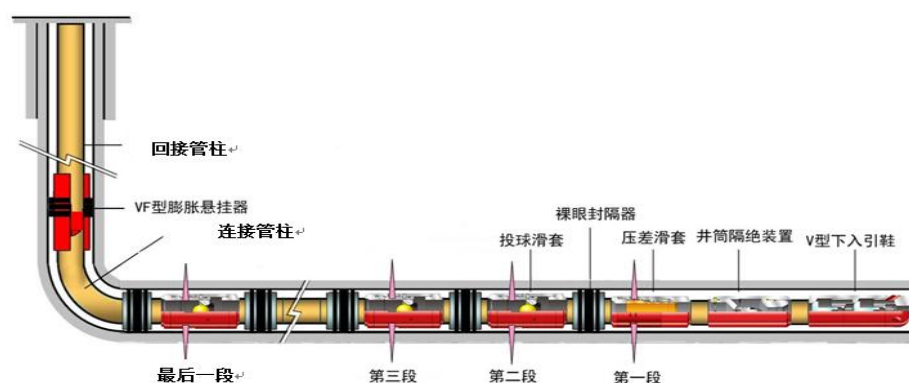 回接管柱
VF型膨胀悬挂器
连接管柱
裸眼封隔器
投球滑套
压差滑套
井筒隔绝装置
V型下入引鞋
最后一段
第三段
第二段
第一段